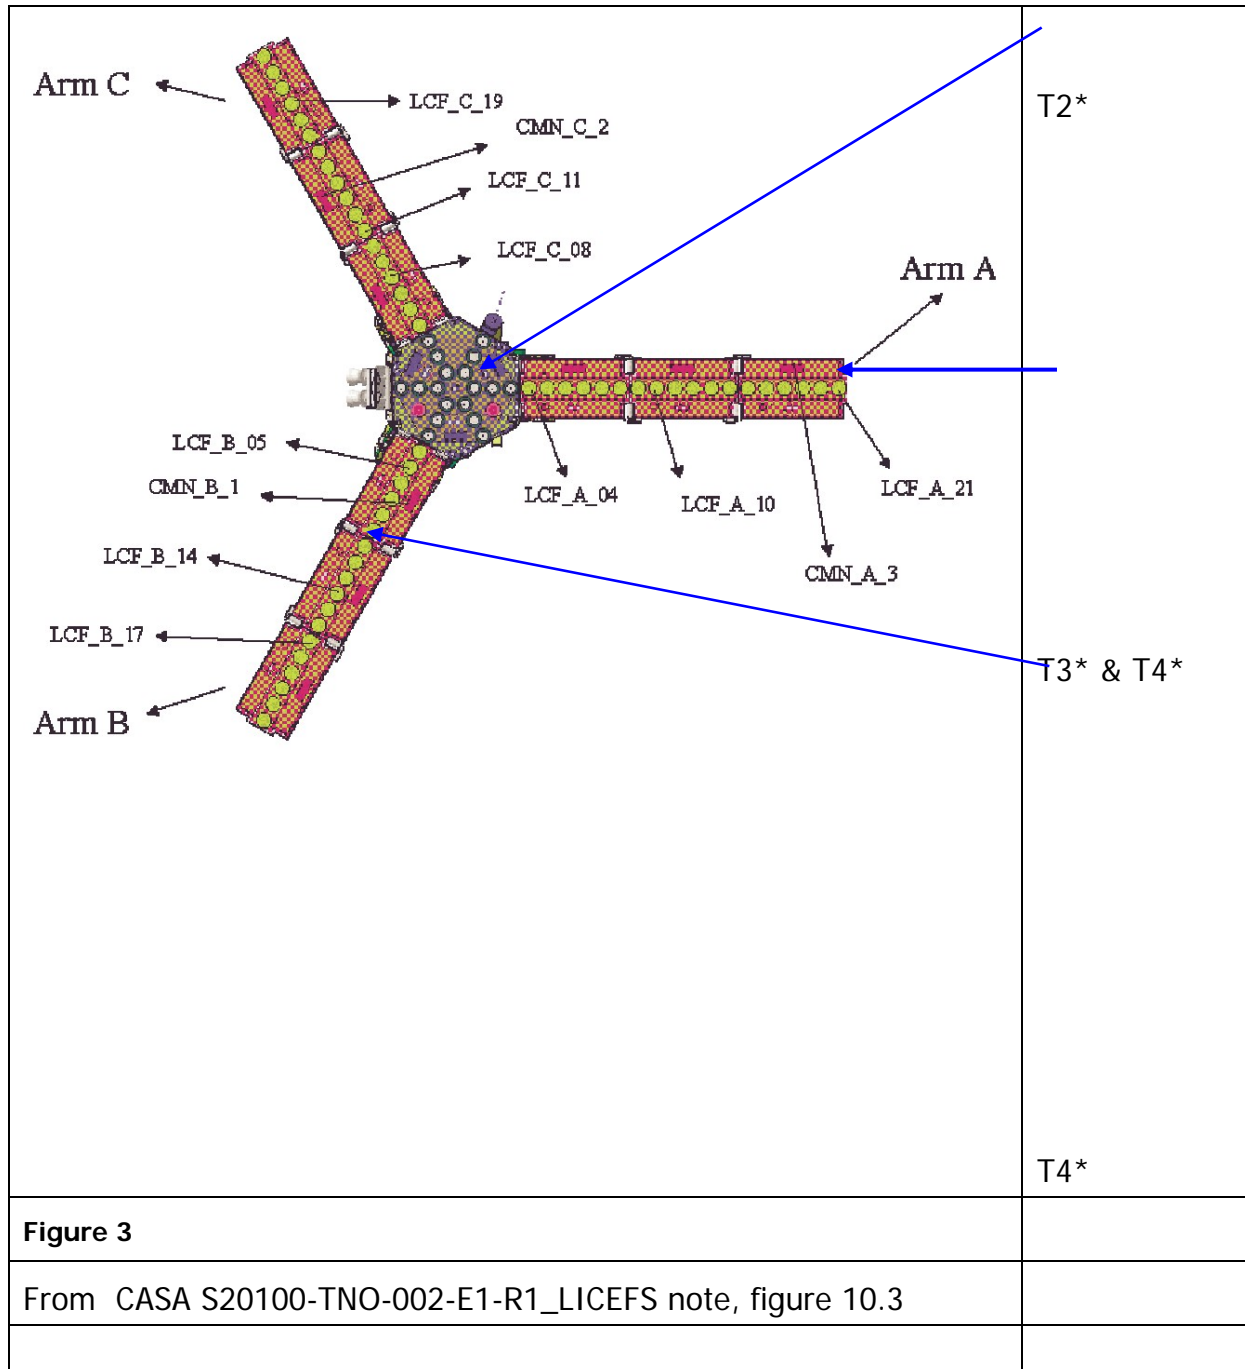 Arm C
LCF_C_19
T2*
CMN_C_2
LCF_C_11
LCF_C_08
Arm A
LCF_B_05
CMN_B_1
LCF_A_04
LCF_A_10
LCF_A_21
LCF_B_14
CMN_A_3
LCF_B_17
T3* & T4*
Arm B
T4*
Figure 3
From CASA S20100-TNO-002-E1-R1_LICEFS note, figure 10.3